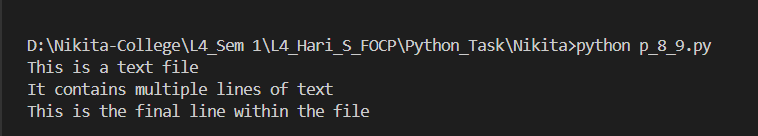 D:\Nikita-College\L4_Sem 1\L4_Hari_S_FOCP\Python_Task\Nikita>python p_8_9.py
This is a text file
It contains multiple lines of text
This is the final line within the file